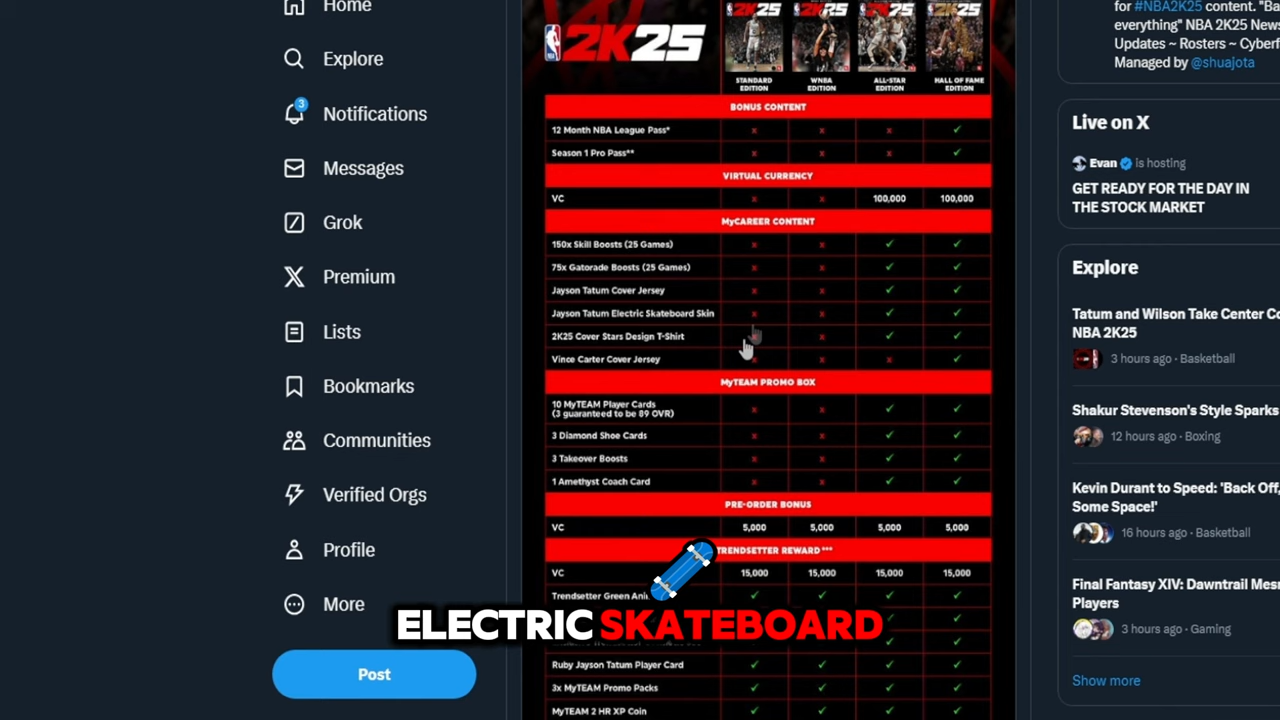 Home
Explore
3
Notifications
Messages
Grok
Premium
Lists
Bookmarks
Communities
Verified Orgs
Profile
More
Post
NBA 2K25
2K25 2K25 2K25 2K25
STANDARD EDITION
WNBA EDITION
ALL-STAR EDITION
HALL OF FAME EDITION
BONUS CONTENT
12 Month NBA League Pass* x x x ✓
Season 1 Pro Pass** x x x ✓
VIRTUAL CURRENCY
VC x x 100,000 100,000
MyCAREER CONTENT
150x Skill Boosts (25 Games) x x ✓ ✓
75x Gatorade Boosts (25 Games) x x ✓ ✓
Jayson Tatum Cover Jersey x x ✓ ✓
Jayson Tatum Electric Skateboard Skin x x ✓ ✓
2K25 Cover Stars Design T-Shirt x x ✓ ✓
Vince Carter Cover Jersey x x x ✓
MyTEAM PROMO BOX
10 MyTEAM Player Cards
(3 guaranteed to be 89 OVR) x x ✓ ✓
3 Diamond Shoe Cards x x ✓ ✓
3 Takeover Boosts x x ✓ ✓
1 Amethyst Coach Card x x ✓ ✓
PRE-ORDER BONUS
VC 5,000 5,000 5,000 5,000
TRENDSETTER REWARD***
VC 15,000 15,000 15,000 15,000
Trendsetter Green ✓ ✓ ✓ ✓
ELECTRIC SKATEBOARD
Ruby Jayson Tatum Player Card ✓ ✓ ✓ ✓
3x MyTEAM Promo Packs ✓ ✓ ✓ ✓
MyTEAM 2 HR XP Coin ✓ ✓ ✓ ✓
for #NBA2K25 content. "Ba
everything" NBA 2K25 New
Updates ~ Rosters ~ Cyberf
Managed by @shuajota
Live on X
Evan is hosting
GET READY FOR THE DAY IN
THE STOCK MARKET
Explore
Tatum and Wilson Take Center Co
NBA 2K25
3 hours ago · Basketball
Shakur Stevenson's Style Sparks
12 hours ago · Boxing
Kevin Durant to Speed: 'Back Off,
Some Space!'
16 hours ago · Basketball
Final Fantasy XIV: Dawntrail Mes
Players
3 hours ago · Gaming
Show more